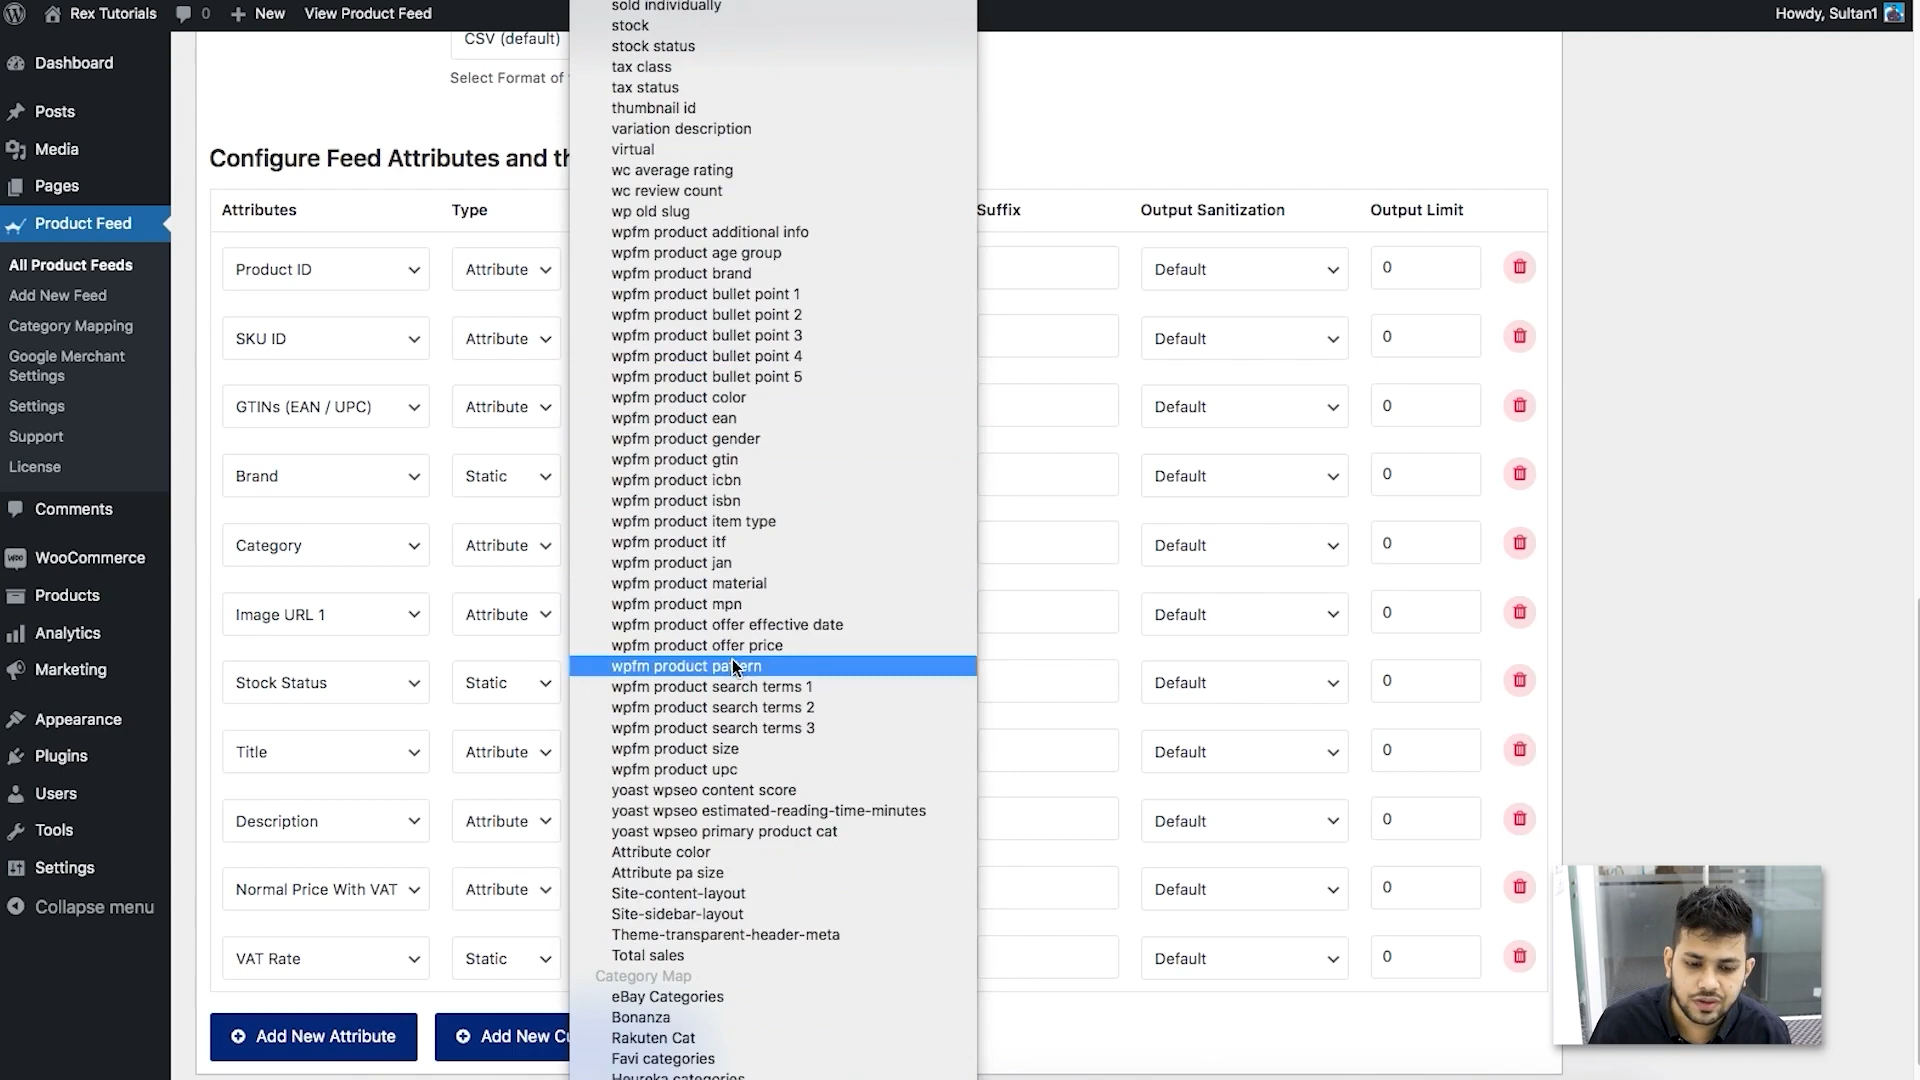 Rex Tutorials
0
New
View Product Feed
Howdy, Sultan1
Dashboard
Posts
Media
Pages
Product Feed
All Product Feeds
Add New Feed
Category Mapping
Google Merchant
Settings
Settings
Support
License
Comments
WooCommerce
Products
Analytics
Marketing
Appearance
Plugins
Users
Tools
Settings
Collapse menu
CSV (default)
Select Format of
Configure Feed Attributes and th
Attributes
Type
Suffix
Output Sanitization
Output Limit
Product ID
Attribute
Default
0
SKU ID
Attribute
Default
0
GTINs (EAN / UPC)
Attribute
Default
0
Brand
Static
Default
0
Category
Attribute
Default
0
Image URL 1
Attribute
Default
0
Stock Status
Static
Default
0
Title
Attribute
Default
0
Description
Attribute
Default
0
Normal Price With VAT
Attribute
Default
0
VAT Rate
Static
Default
0
Add New Attribute
Add New Cu
sold individually
stock
stock status
tax class
tax status
thumbnail id
variation description
virtual
wc average rating
wc review count
wp old slug
wpfm product additional info
wpfm product age group
wpfm product brand
wpfm product bullet point 1
wpfm product bullet point 2
wpfm product bullet point 3
wpfm product bullet point 4
wpfm product bullet point 5
wpfm product color
wpfm product ean
wpfm product gender
wpfm product gtin
wpfm product icbn
wpfm product isbn
wpfm product item type
wpfm product itf
wpfm product jan
wpfm product material
wpfm product mpn
wpfm product offer effective date
wpfm product offer price
wpfm product pattern
wpfm product search terms 1
wpfm product search terms 2
wpfm product search terms 3
wpfm product size
wpfm product upc
yoast wpseo content score
yoast wpseo estimated-reading-time-minutes
yoast wpseo primary product cat
Attribute color
Attribute pa size
Site-content-layout
Site-sidebar-layout
Theme-transparent-header-meta
Total sales
Category Map
eBay Categories
Bonanza
Rakuten Cat
Favi categories
Heureka categories